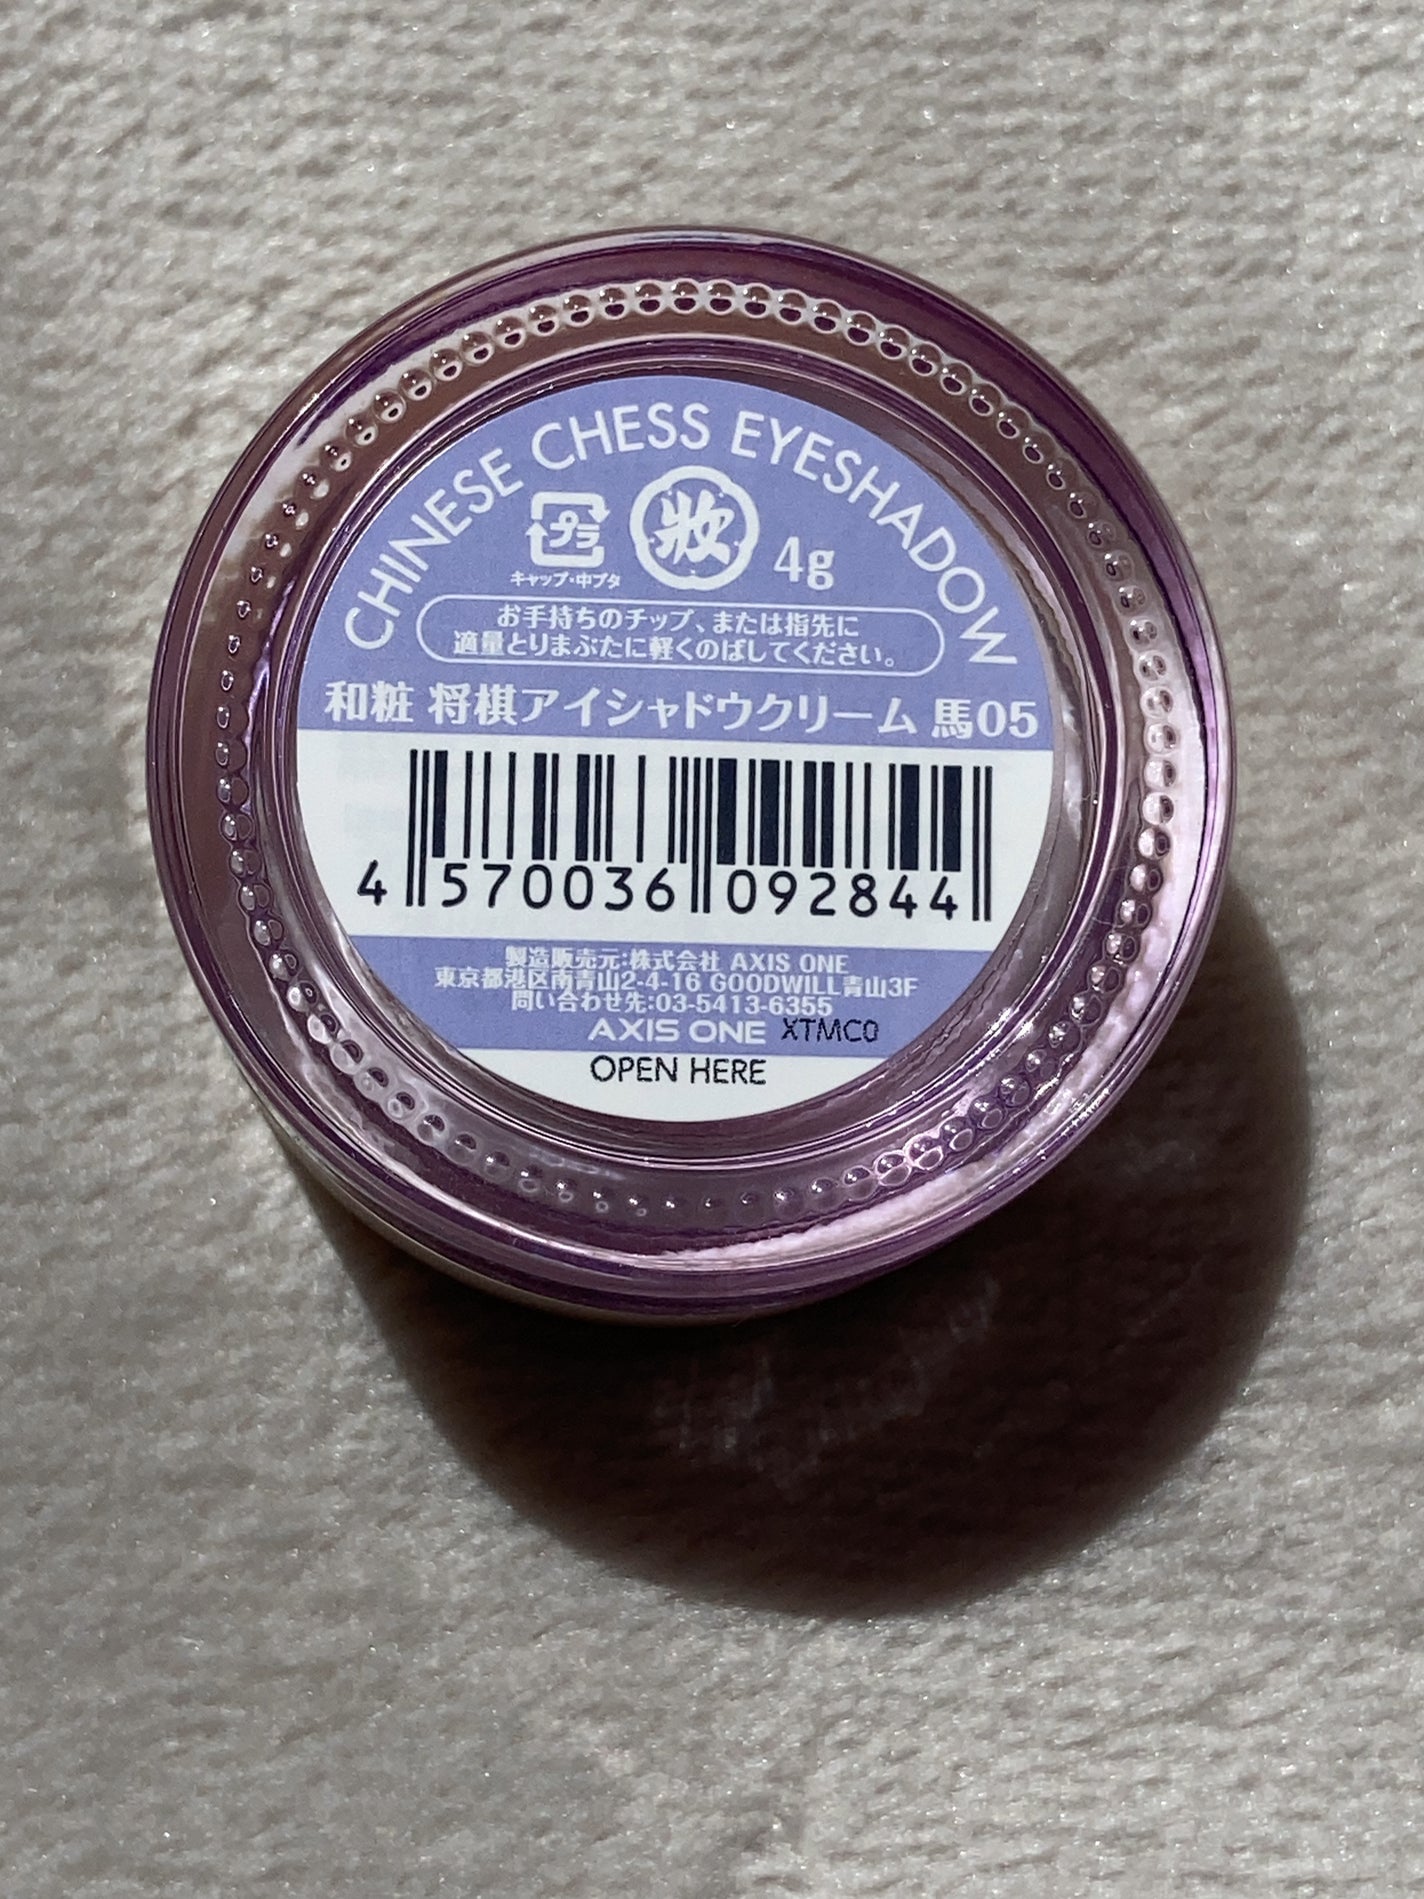 CHINESE CHESS EYESHADOW
プラ
キャップ・中ブタ
妝
4g
お手持ちのチップ、または指先に
適量とりまぶたに軽くのばしてください。
和粧 将棋アイシャドウクリーム 馬05
4 570036 092844
製造販売元:株式会社 AXIS ONE
東京都港区南青山2-4-16 GOODWILL青山3F
問い合わせ先:03-5413-6355
AXIS ONE XTMC0
OPEN HERE